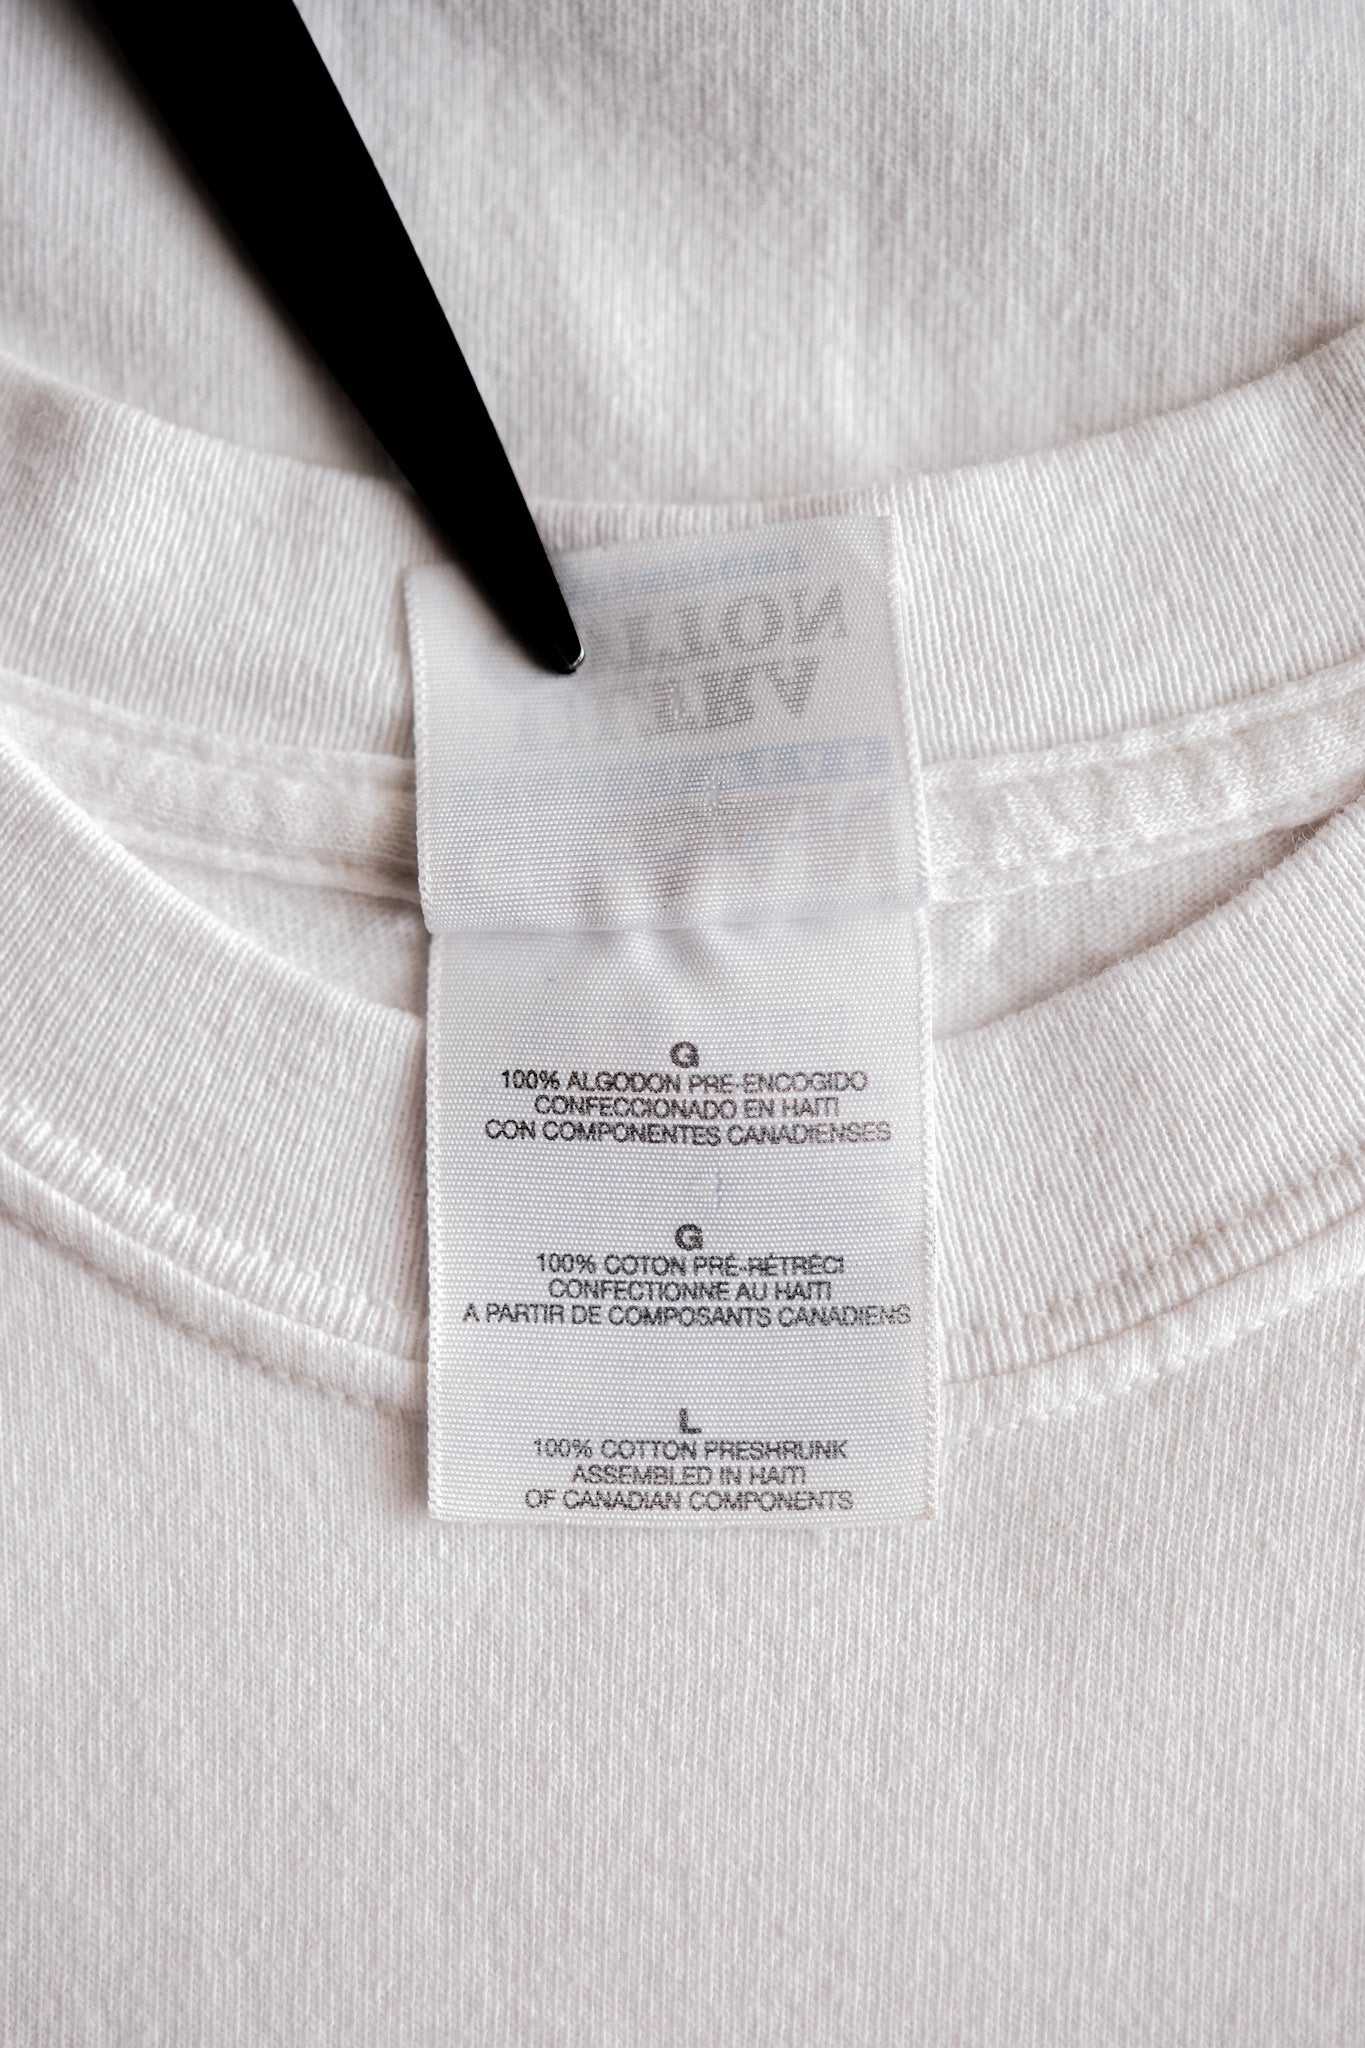 G
100% ALGODON PRE-ENCOGIDO
CONFECCIONADO EN HAITI
CON COMPONENTES CANADIENSES
G
100% COTON PRÉ-RÉTRÉCI
CONFECTIONNE AU HAITI
A PARTIR DE COMPOSANTS CANADIENS
L
100% COTTON PRESHRUNK
ASSEMBLED IN HAITI
OF CANADIAN COMPONENTS